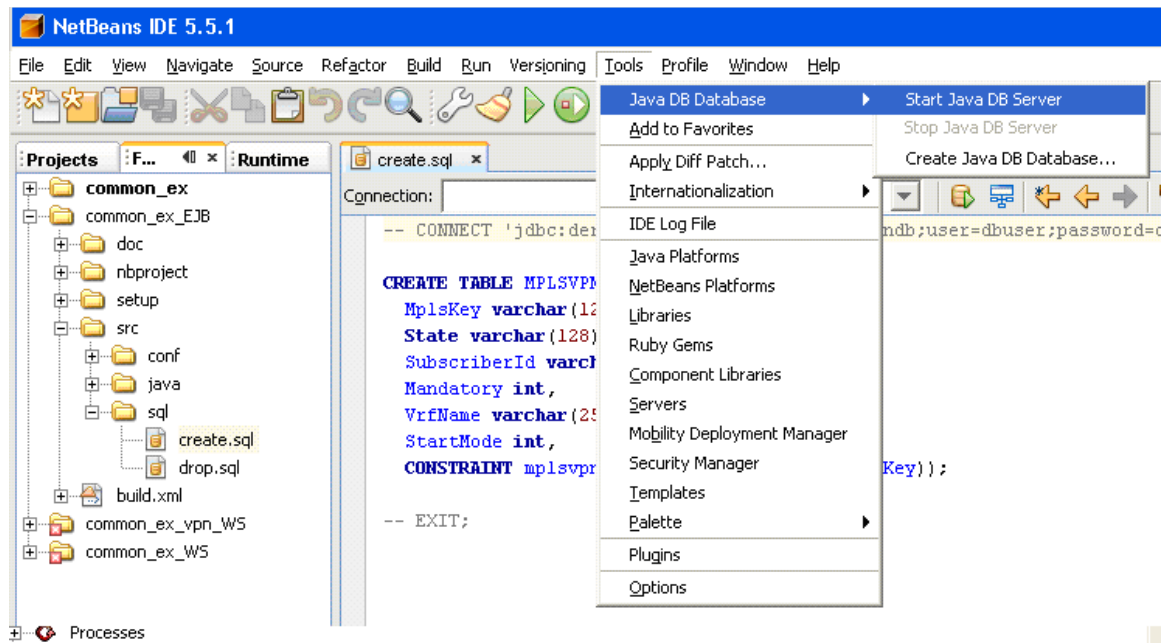 NetBeans IDE 5.5.1
File Edit View Navigate Source Refactor Build Run Versioning Tools Profile Window Help
Java DB Database
Start Java DB Server
Stop Java DB Server
Create Java DB Database...
Add to Favorites
Apply Diff Patch...
Internationalization
IDE Log File
Java Platforms
NetBeans Platforms
Libraries
Ruby Gems
Component Libraries
Servers
Mobility Deployment Manager
Security Manager
Templates
Palette
Plugins
Options
Projects F... Runtime
common_ex
common_ex_EJB
doc
nbproject
setup
src
conf
java
sql
create.sql
drop.sql
build.xml
common_ex_vpn_WS
common_ex_WS
Processes
create.sql
Connection:
-- CONNECT 'jdbc:der ndb;user=dbuser;password=
CREATE TABLE MPLSVPN
MplsKey varchar(12
State varchar(128)
SubscriberId varch
Mandatory int,
VrfName varchar(25
StartMode int,
CONSTRAINT mplsvpn Key));
-- EXIT;